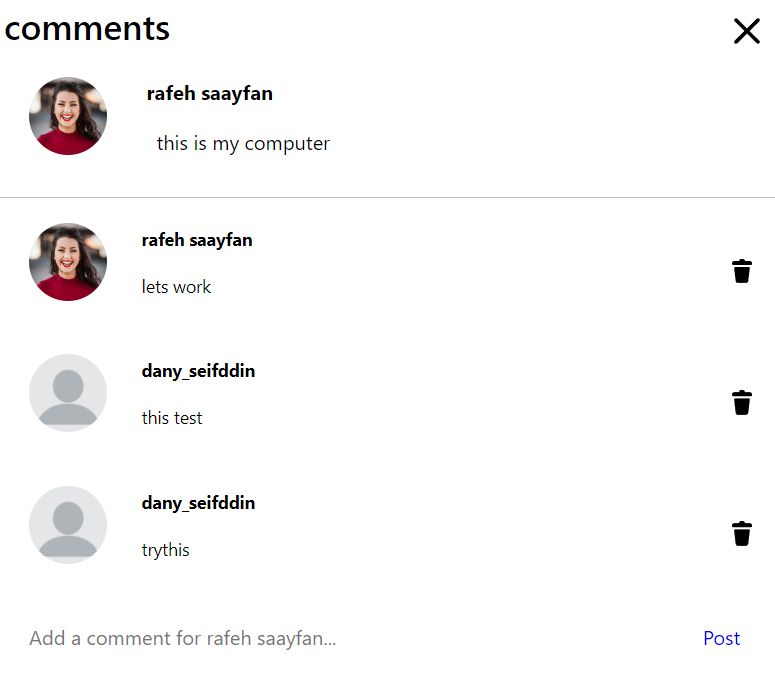 comments
rafeh saayfan
this is my computer
rafeh saayfan
lets work
dany_seifddin
this test
dany_seifddin
trythis
Add a comment for rafeh saayfan...
Post